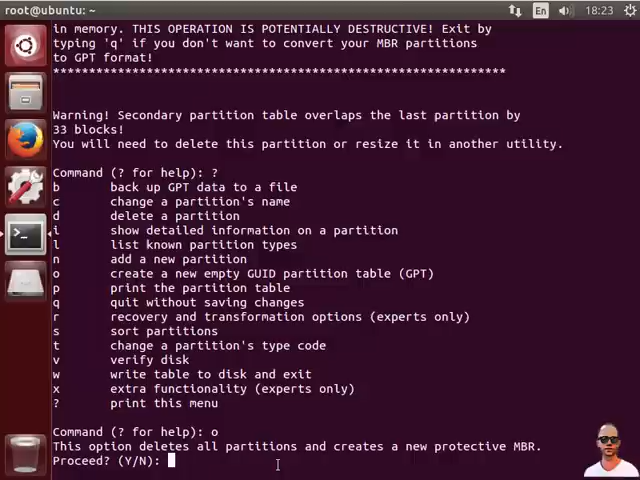 root@ubuntu: ~
En
18:23
in memory. THIS OPERATION IS POTENTIALLY DESTRUCTIVE! Exit by
typing 'q' if you don't want to convert your MBR partitions
to GPT format!
***************************************************************
Warning! Secondary partition table overlaps the last partition by
33 blocks!
You will need to delete this partition or resize it in another utility.
Command (? for help): ?
b       back up GPT data to a file
c       change a partition's name
d       delete a partition
i       show detailed information on a partition
l       list known partition types
n       add a new partition
o       create a new empty GUID partition table (GPT)
p       print the partition table
q       quit without saving changes
r       recovery and transformation options (experts only)
s       sort partitions
t       change a partition's type code
v       verify disk
w       write table to disk and exit
x       extra functionality (experts only)
?       print this menu
Command (? for help): o
This option deletes all partitions and creates a new protective MBR.
Proceed? (Y/N):